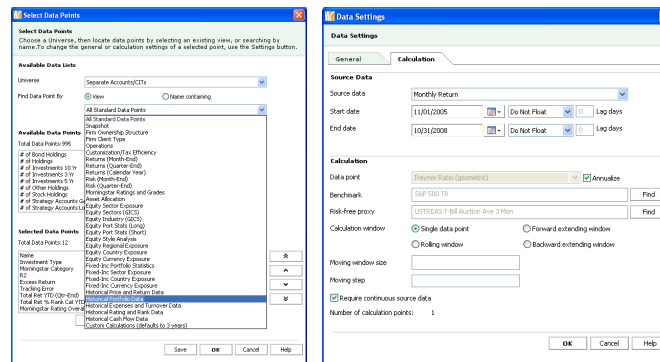 Select Data Points
Select Data Points
Choose a Universe, then locate data points by selecting an existing view, or searching by
name.To change the general or calculation settings of a selected point, use the Settings button.
Available Data Lists
Universe
Separate Accounts/CITs
Find Data Point By
View
Name containing
All Standard Data Points
All Standard Data Points
Snapshot
Firm Ownership Structure
Firm Client Type
Operations
Customization/Tax Efficiency
Returns (Month-End)
Returns (Quarter-End)
Returns (Calendar Year)
Risk (Month-End)
Risk (Quarter-End)
Morningstar Ratings and Grades
Asset Allocation
Equity Sector Exposure
Equity Sectors (GICS)
Equity Industry (GICS)
Equity Port Stats (Long)
Equity Port Stats (Short)
Equity Style Analysis
Equity Regional Exposure
Equity Country Exposure
Equity Currency Exposure
Fixed-Inc Portfolio Statistics
Fixed-Inc Sector Exposure
Fixed-Inc Country Exposure
Fixed-Inc Currency Exposure
Historical Price and Return Data
Historical Portfolio Data
Historical Expenses and Turnover Data
Historical Rating and Rank Data
Historical Cash Flow Data
Custom Calculations (defaults to 3 years)
Available Data Points
Total Data Points: 995
# of Bond Holdings
# of Holdings
# of Investments 10 Yr
# of Investments 3 Yr
# of Investments 5 Yr
# of Other Holdings
# of Stock Holdings
# of Strategy Accounts
# of Strategy Accounts
Selected Data Points
Total Data Points: 12
Name
Investment Type
Morningstar Category
R2
Excess Return
Tracking Error
Total Ret YTD (Qtr-End)
Total Ret % Rank Cat YTD
Morningstar Rating Overall
Save
OK
Cancel
Help
Data Settings
Data Settings
General
Calculation
Source Data
Source data
Monthly Return
Start date
11/01/2005
Do Not Float
0
Lag days
End date
10/31/2008
Do Not Float
0
Lag days
Calculation
Data point
Treynor Ratio (geometric)
Annualize
Benchmark
S&P 500 TR
Find
Risk-free proxy
USTREAS T-Bill Auction Ave 3 Mon
Find
Calculation window
Single data point
Forward extending window
Rolling window
Backward extending window
Moving window size
Moving step
Require continuous source data
Number of calculation points: 1
OK
Cancel
Help